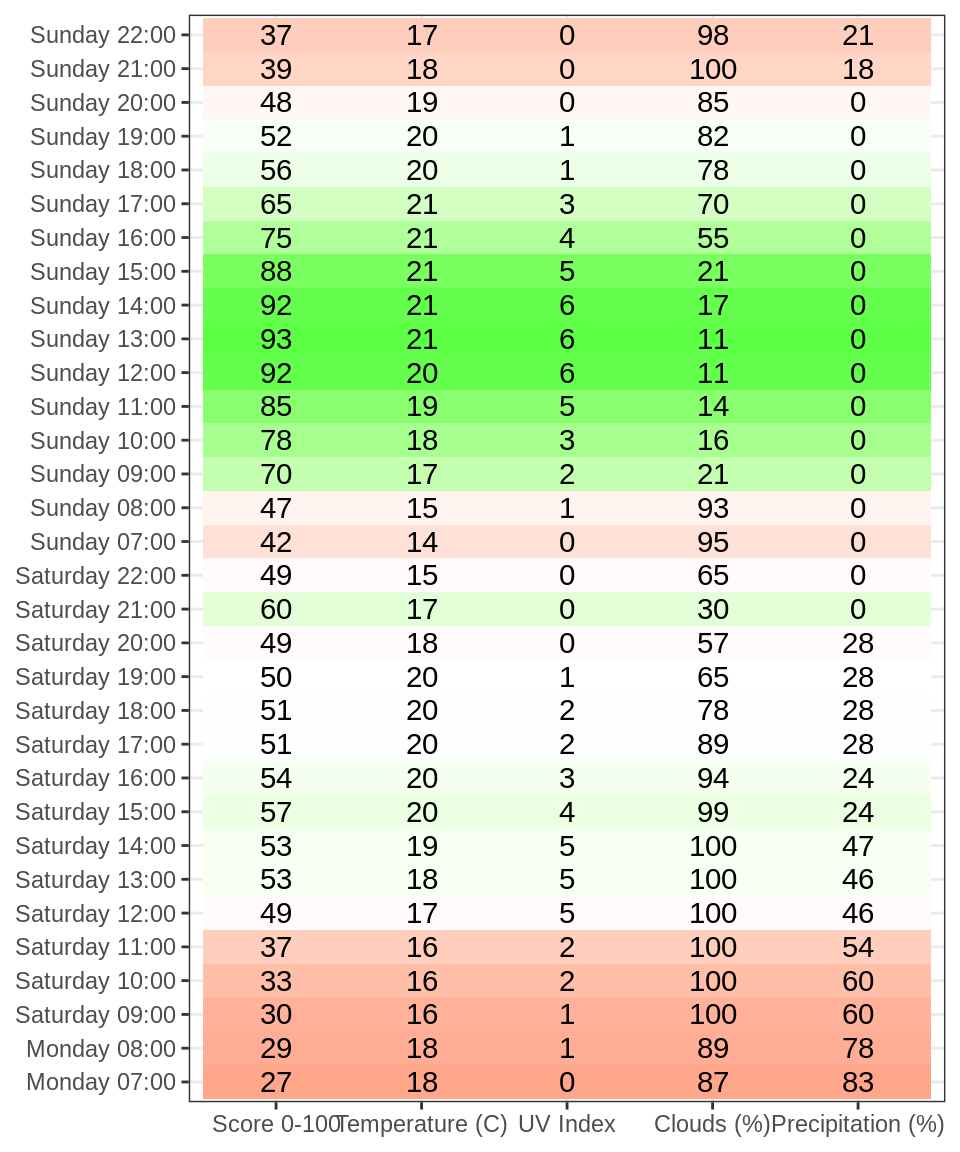 Sunday 22:00 37 17 0 98 21
Sunday 21:00 39 18 0 100 18
Sunday 20:00 48 19 0 85 0
Sunday 19:00 52 20 1 82 0
Sunday 18:00 56 20 1 78 0
Sunday 17:00 65 21 3 70 0
Sunday 16:00 75 21 4 55 0
Sunday 15:00 88 21 5 21 0
Sunday 14:00 92 21 6 17 0
Sunday 13:00 93 21 6 11 0
Sunday 12:00 92 20 6 11 0
Sunday 11:00 85 19 5 14 0
Sunday 10:00 78 18 3 16 0
Sunday 09:00 70 17 2 21 0
Sunday 08:00 47 15 1 93 0
Sunday 07:00 42 14 0 95 0
Saturday 22:00 49 15 0 65 0
Saturday 21:00 60 17 0 30 0
Saturday 20:00 49 18 0 57 28
Saturday 19:00 50 20 1 65 28
Saturday 18:00 51 20 2 78 28
Saturday 17:00 51 20 2 89 28
Saturday 16:00 54 20 3 94 24
Saturday 15:00 57 20 4 99 24
Saturday 14:00 53 19 5 100 47
Saturday 13:00 53 18 5 100 46
Saturday 12:00 49 17 5 100 46
Saturday 11:00 37 16 2 100 54
Saturday 10:00 33 16 2 100 60
Saturday 09:00 30 16 1 100 60
Monday 08:00 29 18 1 89 78
Monday 07:00 27 18 0 87 83
Score 0-100 Temperature (C) UV Index Clouds (%) Precipitation (%)